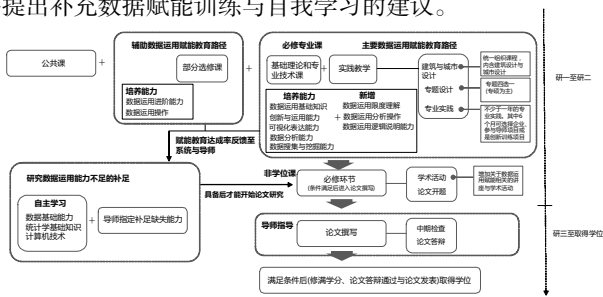 提出补充数据赋能训练与自我学习的建议。
辅助数据运用赋能教育路径
必修专业课
主要数据运用赋能教育路径
公共课
+
部分选修课
+
基础理论和专
业技术课
+
实践教学
建筑与城市
设计
专题设计
专业实践
统一组织课程，
内含建筑设计与
城市设计
专题四选一
(专硕为主)
不少于一年的专
业实践，其中6
个月可选择企业，
参与导师项目或
是创新训练项目
研一至研二
培养能力
数据运用进阶能力
数据操作
培养能力
数据运用基础知识
创新与运用能力
可视化表达能力
数据分析能力
数据搜集与挖掘能力
+
新增
数据运用限度理解
数据运用分析操作
数据运用逻辑说明能力
赋能教育达成率反馈至
系统与导师
研究数据运用能力不足的补足
自主学习
数据基础能力
统计学基础知识
计算机技术
+
导师指定补足缺失能力
具备后才能开始论文研究
非学位课
必修环节
(条件满足后进入论文撰写)
学术活动
论文开题
增加关于数据运
用赋能相关的讲
座与学术活动
导师指导
论文撰写
中期检查
论文答辩
研三至取得学位
满足条件后(修满学分、论文答辩通过与论文发表)取得学位